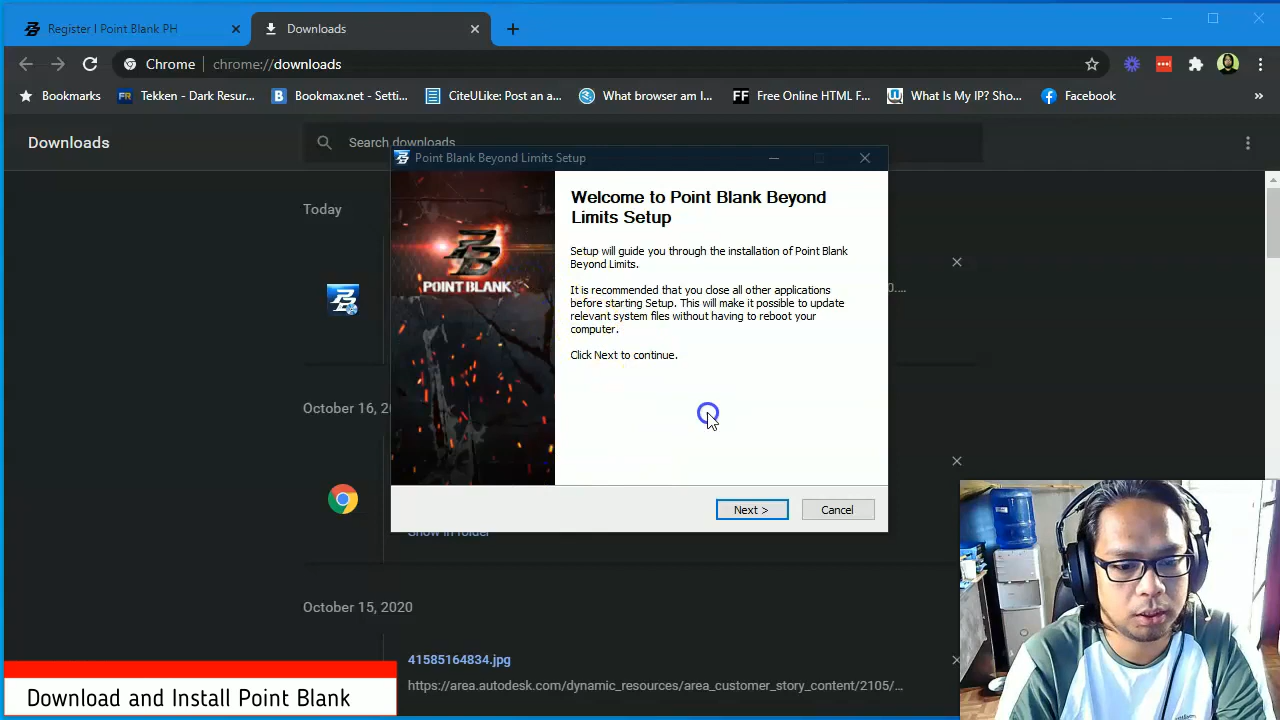 Register | Point Blank PH
Downloads
Chrome
chrome://downloads
Bookmarks
Tekken - Dark Resur...
Bookmax.net - Setti...
CiteULike: Post an a...
What browser am I...
FF
Free Online HTML F...
What Is My IP? Sho...
Facebook
»
Downloads
Search downloads
Point Blank Beyond Limits Setup
Today
Welcome to Point Blank Beyond
Limits Setup
POINT BLANK
Setup will guide you through the installation of Point Blank
Beyond Limits.
It is recommended that you close all other applications
before starting Setup. This will make it possible to update
relevant system files without having to reboot your
computer.
Click Next to continue.
0....
October 16, 2
Next >
Cancel
Show in folder
October 15, 2020
41585164834.jpg
https://area.autodesk.com/dynamic_resources/area_customer_story_content/2105/...
Download and Install Point Blank